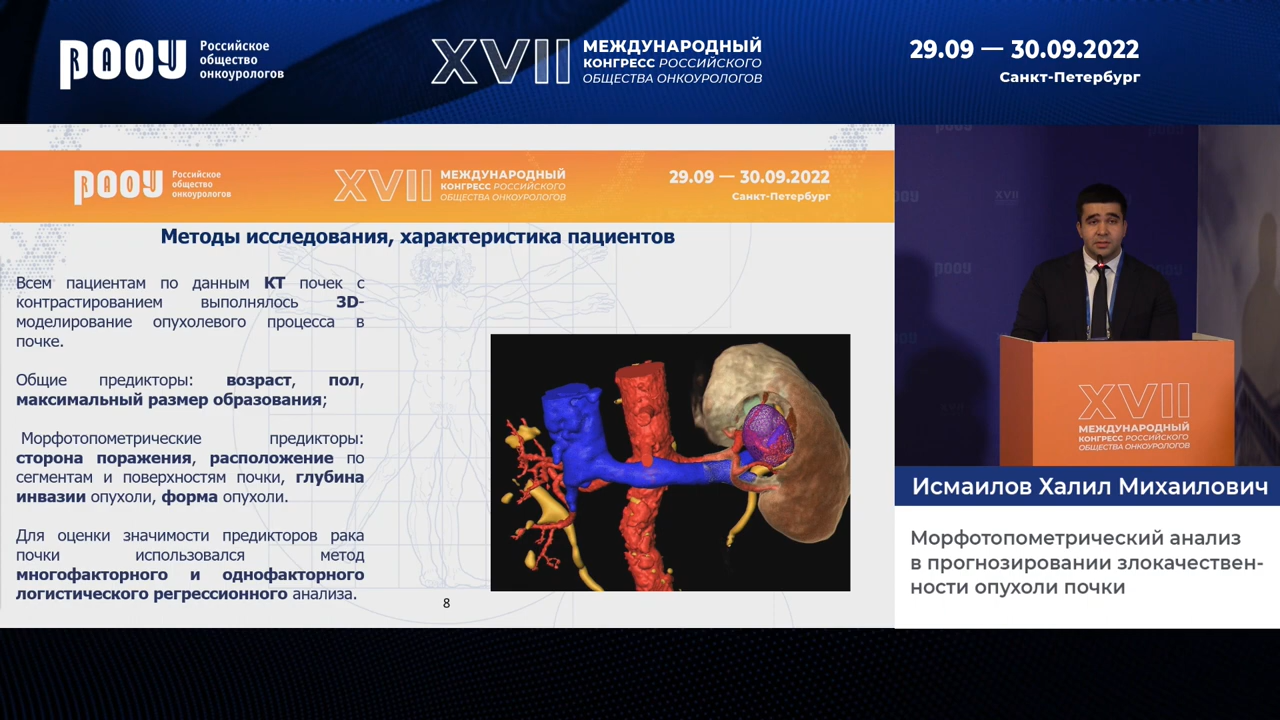 РООУ
Российское
общество
онкоурологов
XVII
МЕЖДУНАРОДНЫЙ
КОНГРЕСС РОССИЙСКОГО
ОБЩЕСТВА ОНКОУРОЛОГОВ
29.09 — 30.09.2022
Санкт-Петербург
РООУ
Российское
общество
онкоурологов
XVII
МЕЖДУНАРОДНЫЙ
КОНГРЕСС РОССИЙСКОГО
ОБЩЕСТВА ОНКОУРОЛОГОВ
29.09 — 30.09.2022
Санкт-Петербург
Методы исследования, характеристика пациентов
Всем пациентам по данным КТ почек с
контрастированием выполнялось 3D-
моделирование опухолевого процесса в
почке.
Общие предикторы: возраст, пол,
максимальный размер образования;
Морфотопометрические предикторы:
сторона поражения, расположение по
сегментам и поверхностям почки, глубина
инвазии опухоли, форма опухоли.
Для оценки значимости предикторов рака
почки использовался метод
многофакторного и однофакторного
логистического регрессионного анализа.
8
XVII
МЕЖДУНАРОДНЫЙ
КОНГРЕСС РОССИЙСКОГО
ОБЩЕСТВА ОНКОУРОЛОГОВ
Исмаилов Халил Михаилович
Морфотопометрический анализ
в прогнозировании злокачествен-
ности опухоли почки